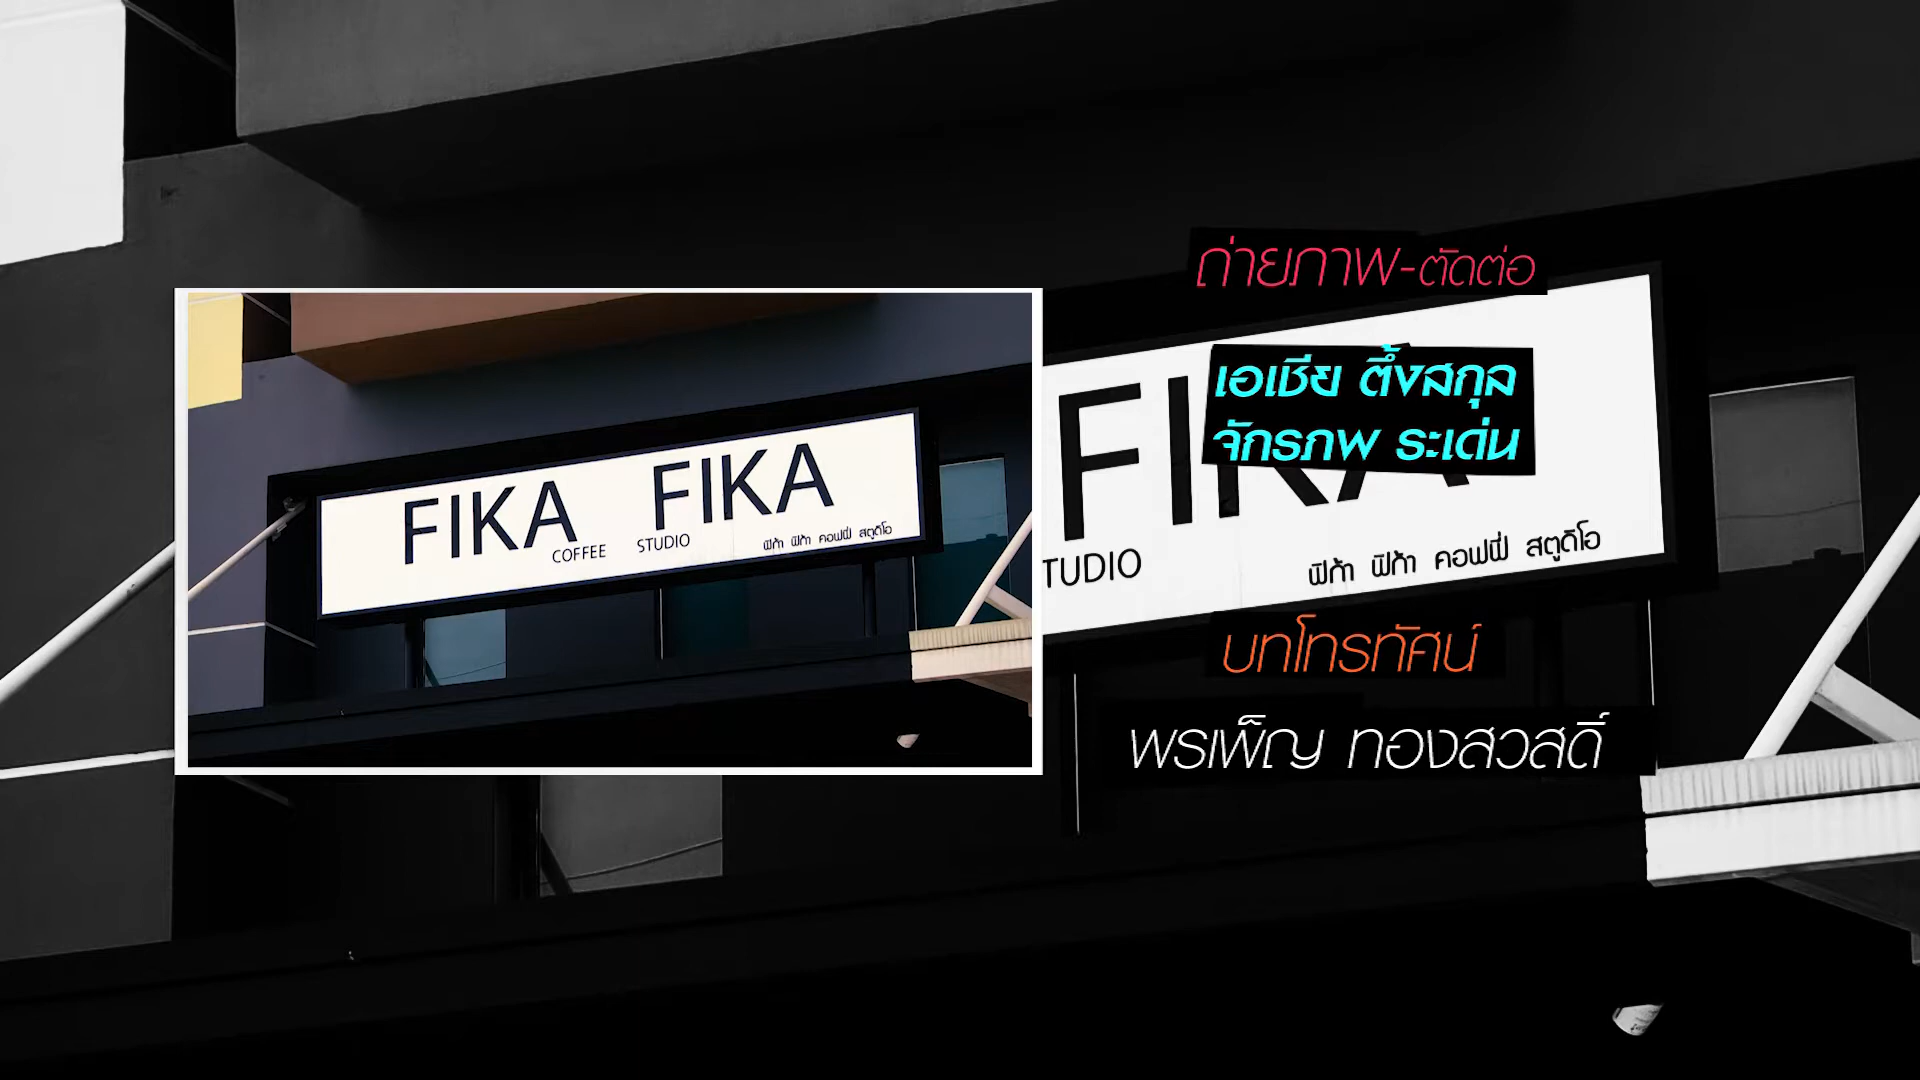 FIKA FIKA
COFFEE STUDIO ฟิก้า ฟิก้า คอฟฟี่ สตูดิโอ
ถ่ายภาพ-ตัดต่อ
เอเชีย ตึ้งสกุล
จักรภพ ระเด่น
TUDIO
ฟิก้า ฟิก้า คอฟฟี่ สตูดิโอ
บทโทรทัศน์
พรเพ็ญ ทองสวสดิ์